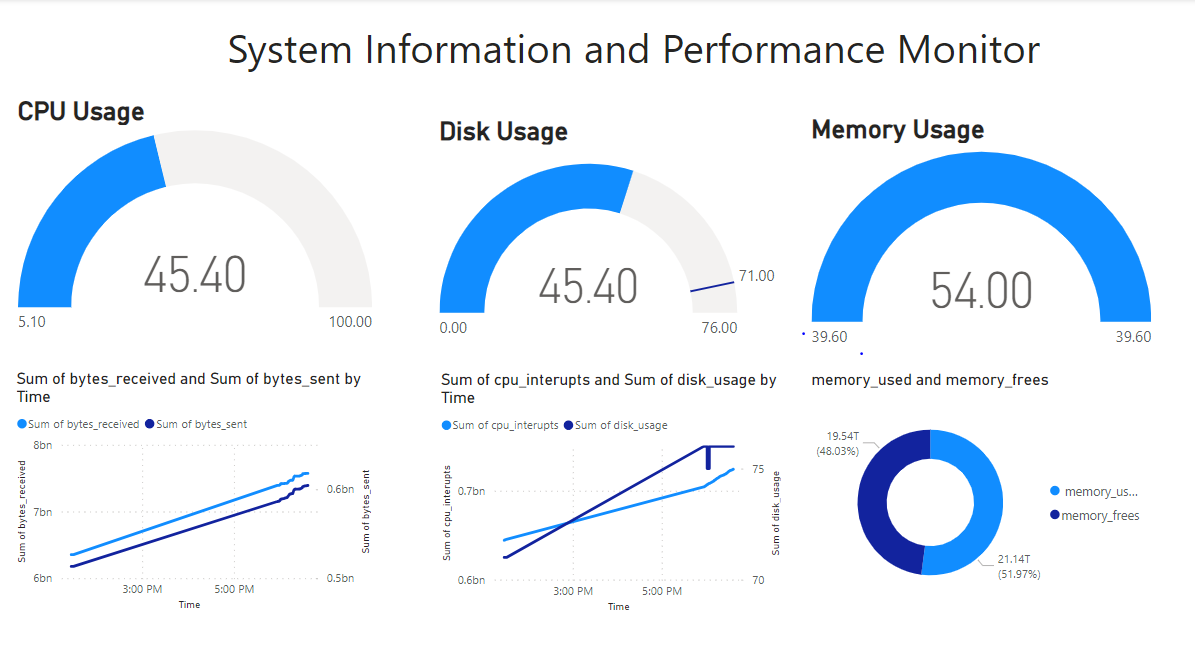 System Information and Performance Monitor
CPU Usage
45.40
5.10
100.00
Disk Usage
45.40
71.00
0.00
76.00
Memory Usage
54.00
39.60
39.60
Sum of bytes_received and Sum of bytes_sent by
Time
Sum of bytes_received
Sum of bytes_sent
8bn
7bn
6bn
Sum of bytes_received
0.6bn
0.5bn
Sum of bytes_sent
3:00 PM
5:00 PM
Time
Sum of cpu_interupts and Sum of disk_usage by
Time
Sum of cpu_interupts
Sum of disk_usage
0.7bn
0.6bn
Sum of cpu_interupts
75
70
Sum of disk_usage
3:00 PM
5:00 PM
Time
memory_used and memory_frees
19.54T
(48.03%)
21.14T
(51.97%)
memory_us...
memory_frees